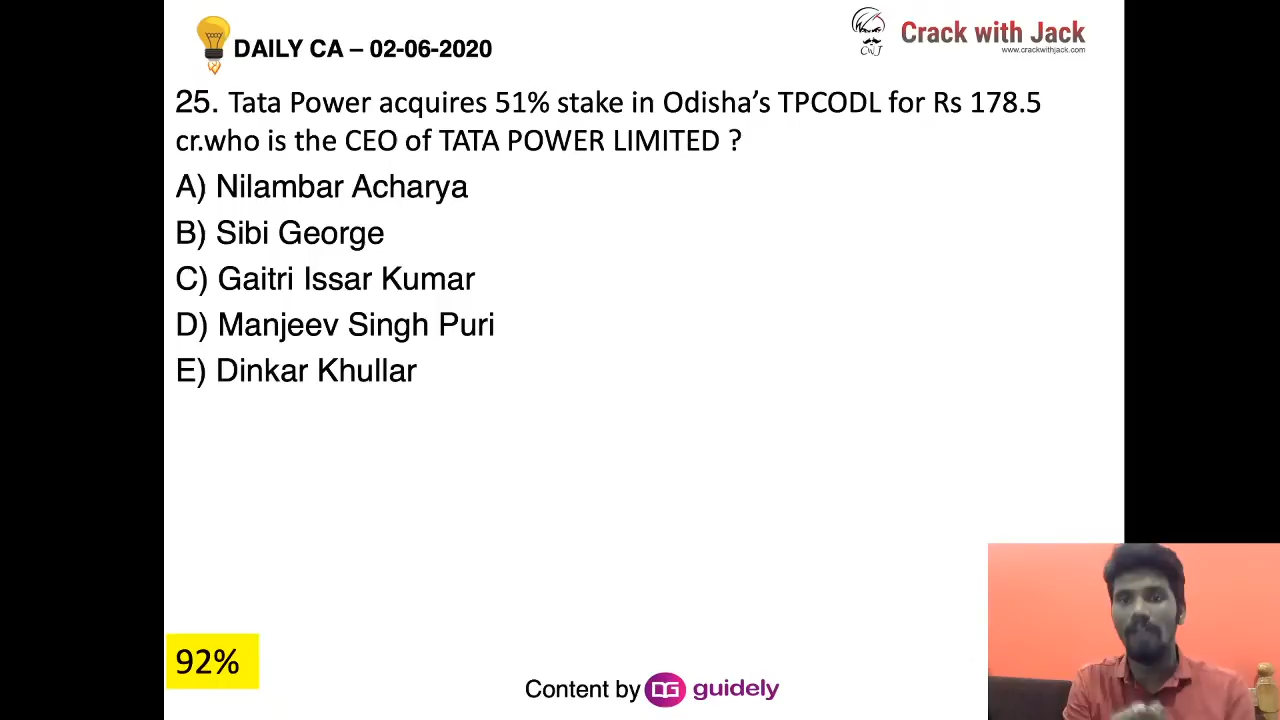 DAILY CA – 02-06-2020
Crack with Jack
www.crackwithjack.com
CWJ
25. Tata Power acquires 51% stake in Odisha’s TPCODL for Rs 178.5
cr.who is the CEO of TATA POWER LIMITED ?
A) Nilambar Acharya
B) Sibi George
C) Gaitri Issar Kumar
D) Manjeev Singh Puri
E) Dinkar Khullar
92%
Content by DG guidely